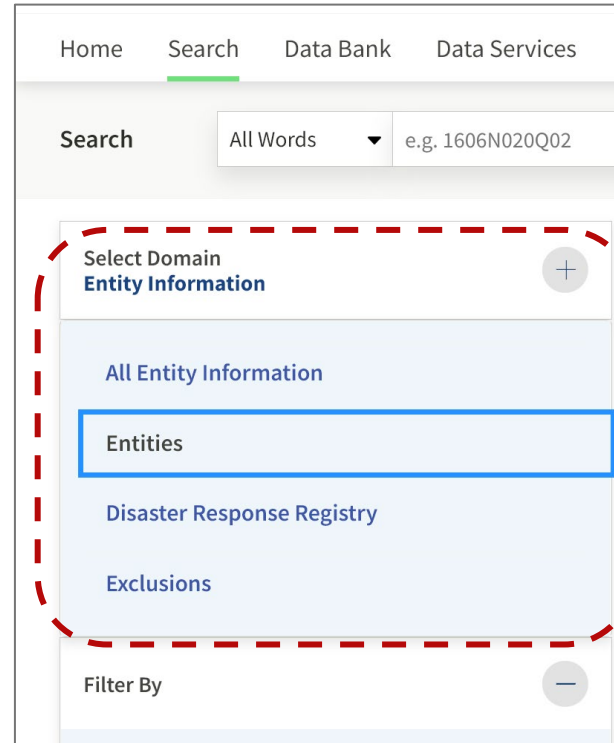 Home Search Data Bank Data Services
Search All Words e.g. 1606N020Q02
Select Domain
Entity Information
All Entity Information
Entities
Disaster Response Registry
Exclusions
Filter By